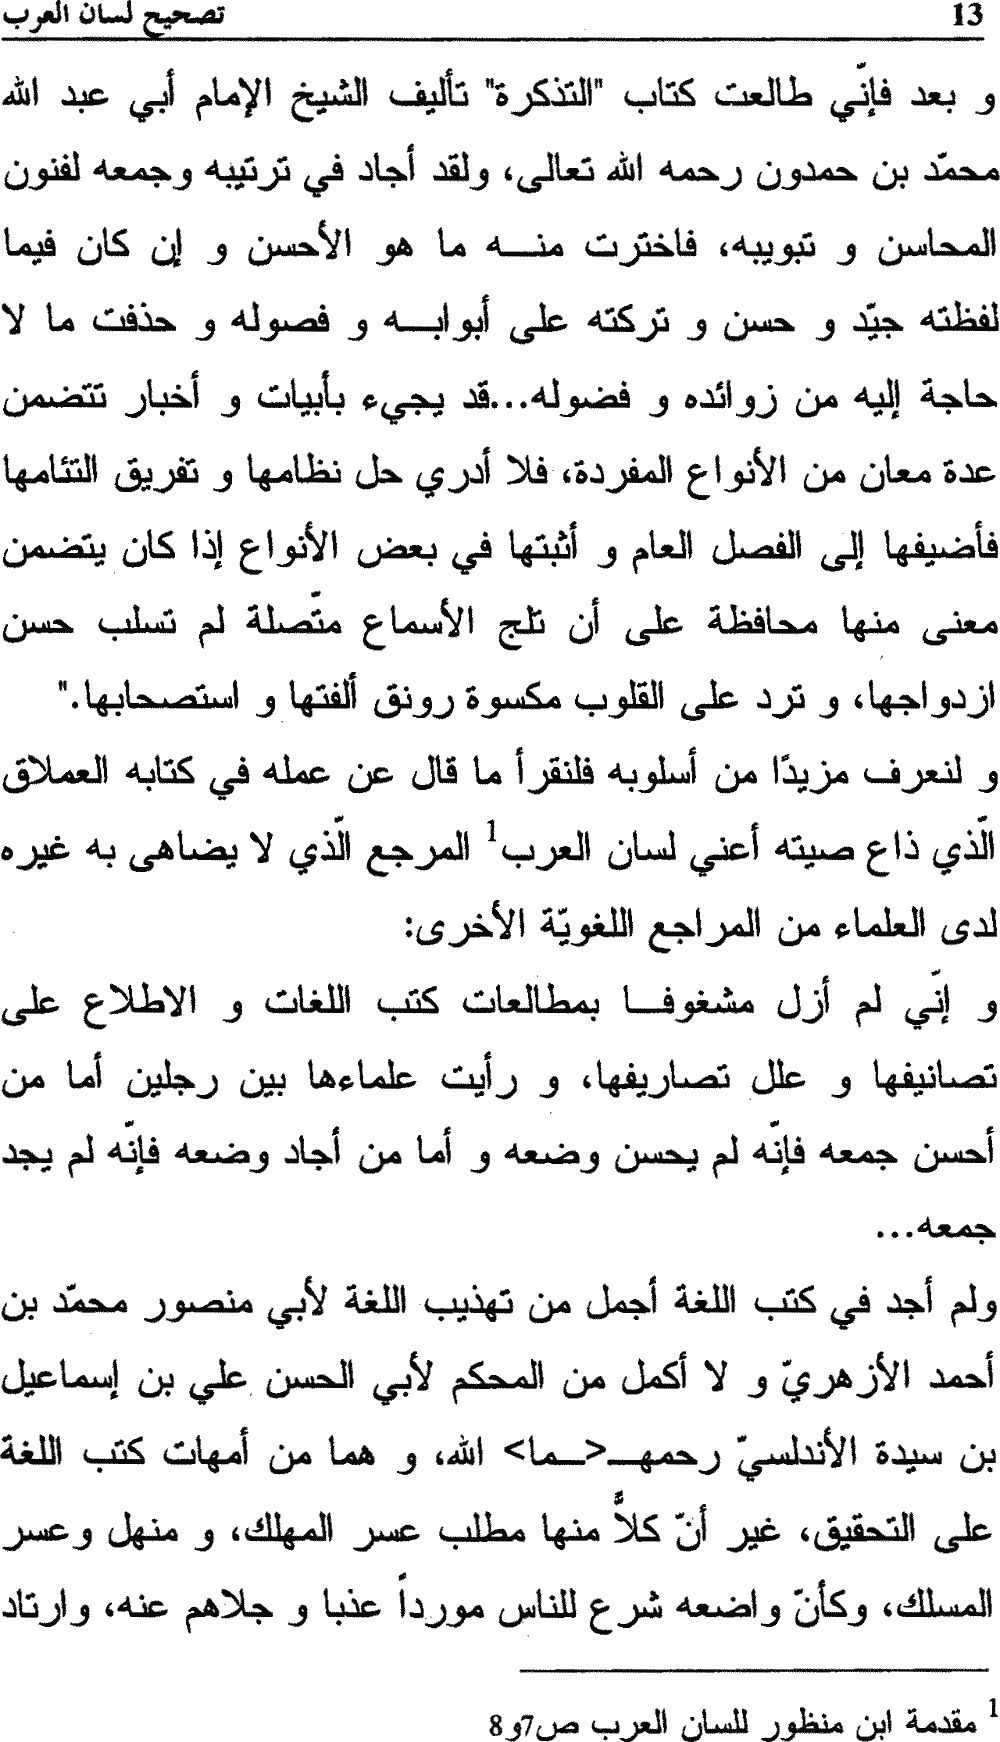 13 تصحيح لسان العرب
و بعد فإنّي طالعت كتاب "التذكرة" تأليف الشيخ الإمام أبي عبد الله
محمّد بن حمدون رحمه الله تعالى، ولقد أجاد في ترتيبه وجمعه لفنون
المحاسن و تبويبه، فاخترت منـــه ما هو الأحسن و إن كان فيما
لفظته جيّد و حسن و تركته على أبوابـــه و فصوله و حذفت ما لا
حاجة إليه من زوائده و فضوله...قد يجيء بأبيات و أخبار تتضمن
عدة معان من الأنواع المفردة، فلا أدري حل نظامها و تفريق التئامها
فأضيفها إلى الفصل العام و أثبتها في بعض الأنواع إذا كان يتضمن
معنى منها محافظة على أن تلج الأسماع متّصلة لم تسلب حسن
ازدواجها، و ترد على القلوب مكسوة رونق ألفتها و استصحابها."
و لنعرف مزيدًا من أسلوبه فلنقرأ ما قال عن عمله في كتابه العملاق
الّذي ذاع صيته أعني لسان العرب1 المرجع الّذي لا يضاهى به غيره
لدى العلماء من المراجع اللغويّة الأخرى:
و إنّي لم أزل مشغوفــا بمطالعات كتب اللغات و الاطلاع على
تصانيفها و علل تصاريفها، و رأيت علماءها بين رجلين أما من
أحسن جمعه فإنّه لم يحسن وضعه و أما من أجاد وضعه فإنّه لم يجد
جمعه...
ولم أجد في كتب اللغة أجمل من تهذيب اللغة لأبي منصور محمّد بن
أحمد الأزهريّ و لا أكمل من المحكم لأبي الحسن علي بن إسماعيل
بن سيدة الأندلسيّ رحمهــ<ــما> الله، و هما من أمهات كتب اللغة
على التحقيق، غير أنّ كلاًّ منها مطلب عسر المهلك، و منهل وعسر
المسلك، وكأنّ واضعه شرع للناس مورداً عذبا و جلاهم عنه، وارتاد
1 مقدمة ابن منظور للسان العرب ص7و8